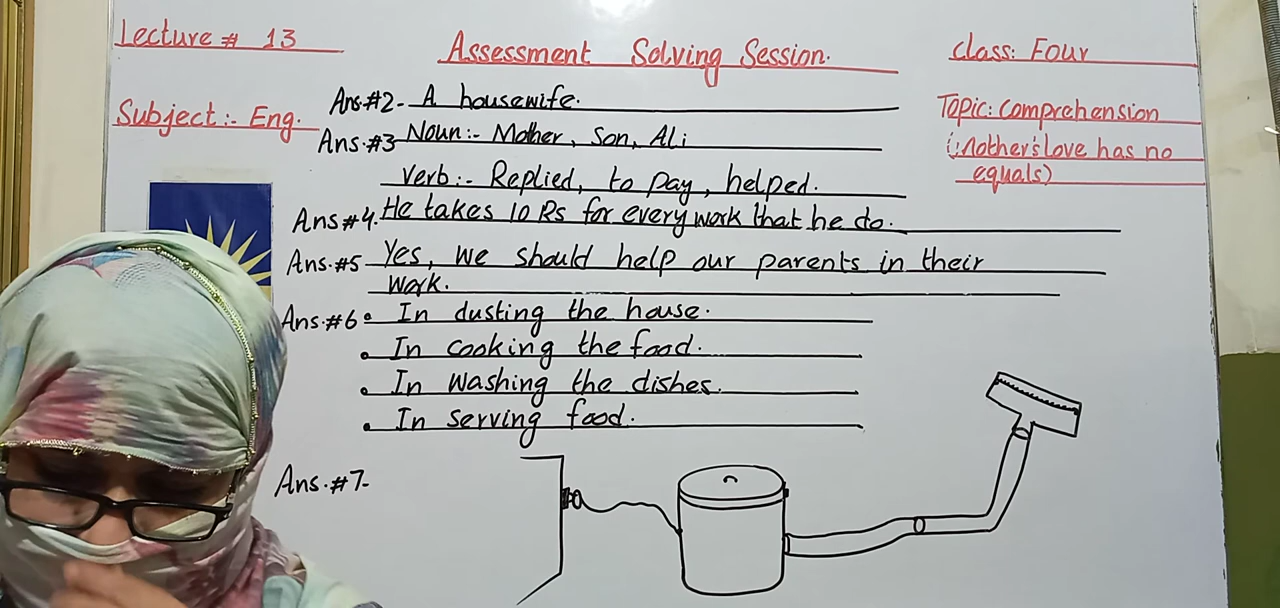 Lecture # 13
Assessment Solving Session.
Class: Four
Subject:- Eng.
Topic: Comprehension
(Mother's love has no
equals)
Ans.#2- A housewife.
Ans.#3 Noun:- Mother, Son, Ali
Verb:- Replied, to pay, helped.
Ans#4. He takes 10 Rs for every work that he do.
Ans.#5 Yes, we should help our parents in their
work.
Ans.#6 • In dusting the house.
• In cooking the food.
• In washing the dishes.
• In serving food.
Ans.#7-